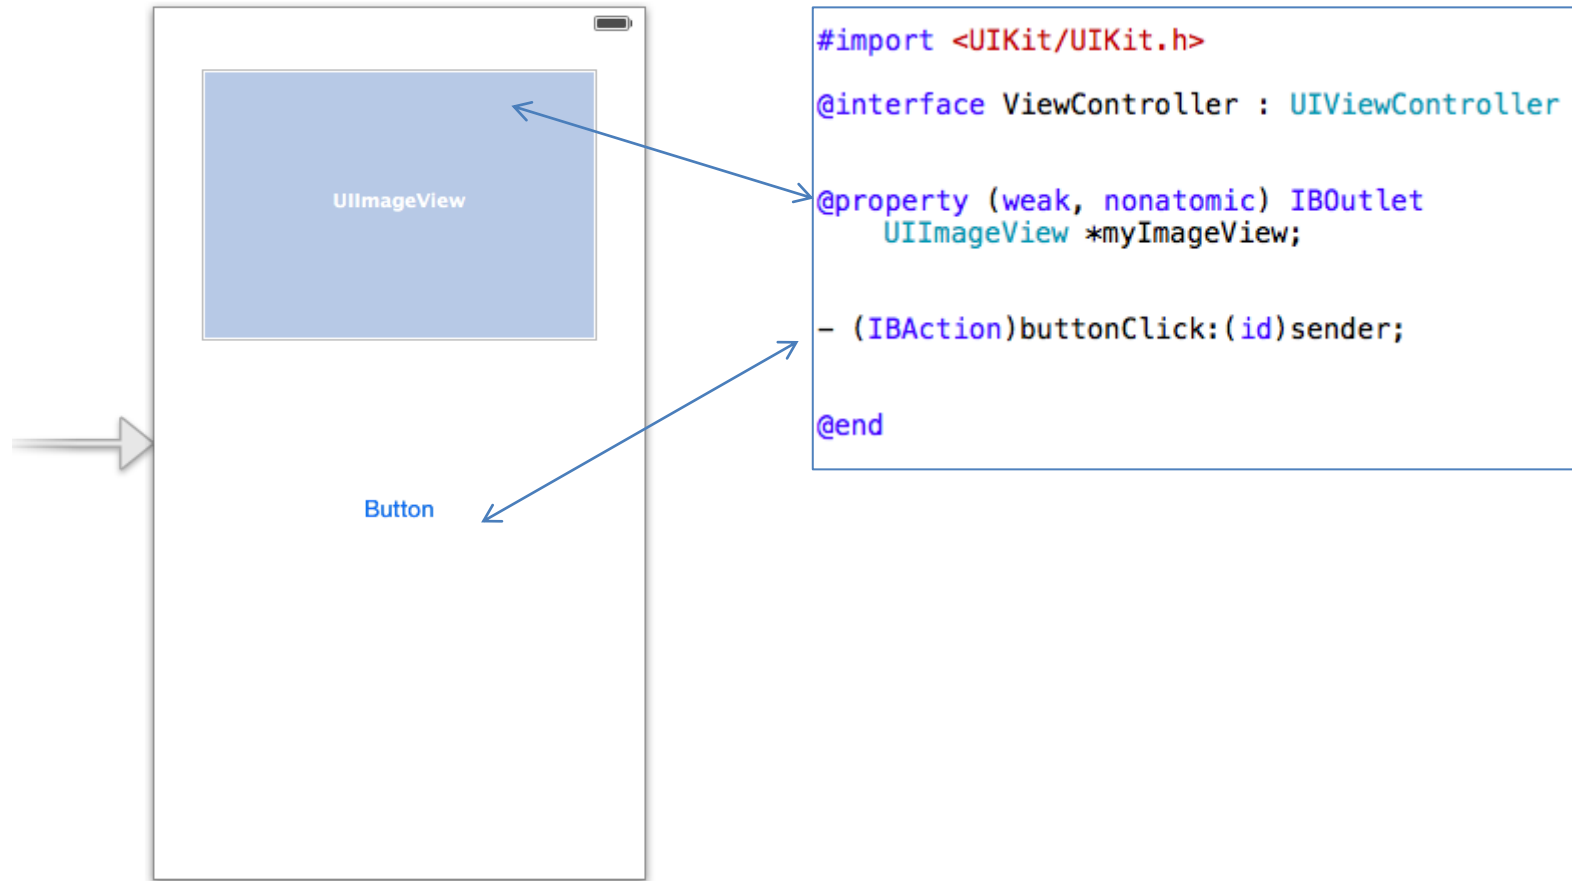 UIImageView
Button
#import <UIKit/UIKit.h>
@interface ViewController : UIViewController
@property (weak, nonatomic) IBOutlet
UIImageView *myImageView;
- (IBAction)buttonClick:(id)sender;
@end